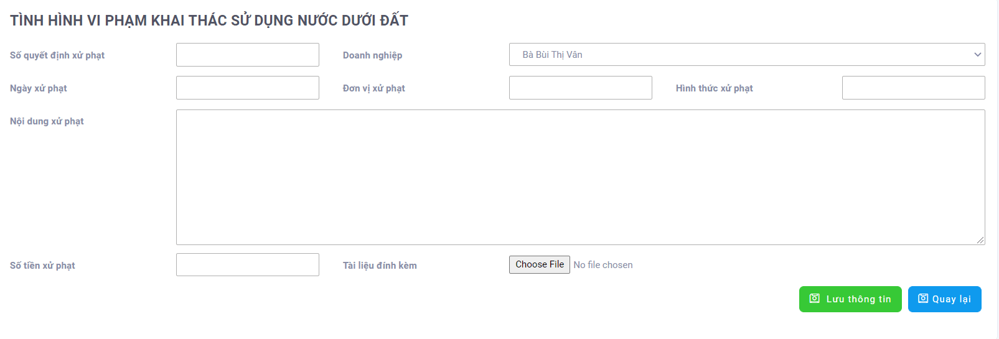 TÌNH HÌNH VI PHẠM KHAI THÁC SỬ DỤNG NƯỚC DƯỚI ĐẤT
Số quyết định xử phạt
Doanh nghiệp
Bà Bùi Thị Vân
Ngày xử phạt
Đơn vị xử phạt
Hình thức xử phạt
Nội dung xử phạt
Số tiền xử phạt
Tài liệu đính kèm
Choose File No file chosen
Lưu thông tin
Quay lại